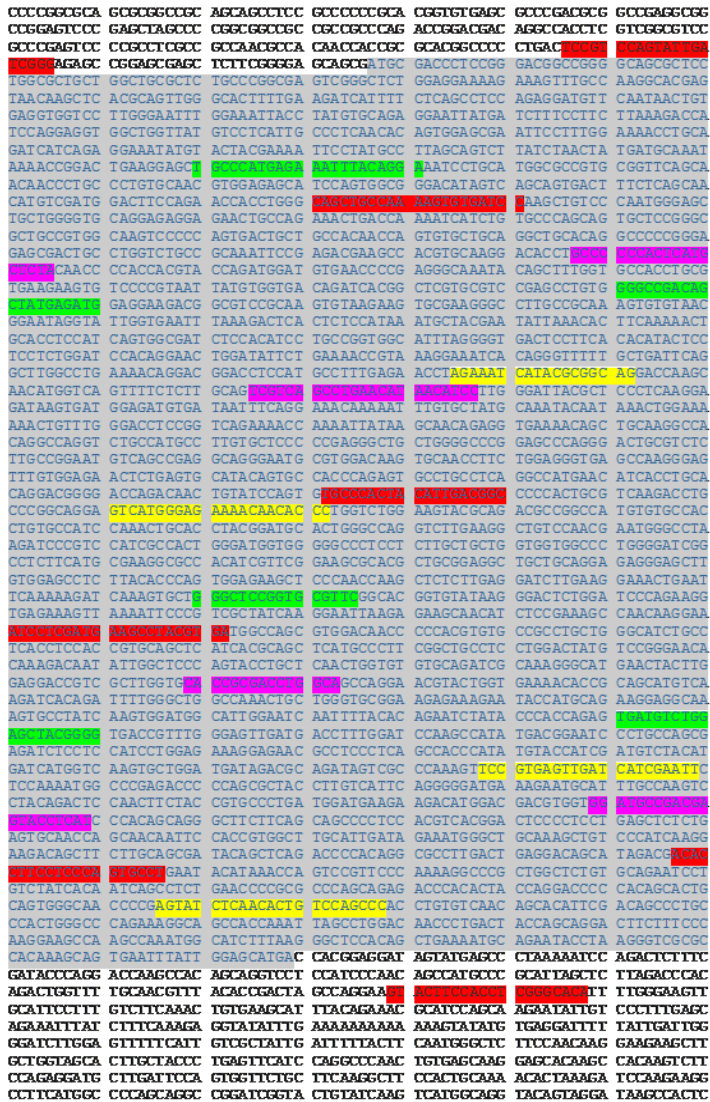 CCCCGGCGCA GCGCGGCCGC AGCAGCCTCC GCCCCCCGCA CGGTGTGAGC GCCCGACGCG GCCGAGGCGG
CCGGAGTCCC GAGCTAGCCC CGGCGGCCGC CGCCGCCCAG ACCGGACGAC AGGCCACCTC GTCGGCGTCC
GCCCGAGTCC CCGCCTCGCC GCCAACGCCA CAACCACCGC GCACGGCCCC CTGACTCCGT CCAGTATTGA
TCGGGAGAGC CGGAGCGAGC TCTTCGGGGA GCAGCGATGC GACCCTCCGG GACGGCCGGG GCAGCGCTCC
TGGCGCTGCT GGCTGCGCTC TGCCCGGCGA GTCGGGCTCT GGAGGAAAAG AAAGTTTGCC AAGGCACGAG
TAACAAGCTC ACGCAGTTGG GCACTTTTGA AGATCATTTT CTCAGCCTCC AGAGGATGTT CAATAACTGT
GAGGTGGTCC TTGGGAATTT GGAAATTACC TATGTGCAGA GGAATTATGA TCTTTCCTTC TTAAAGACCA
TCCAGGAGGT GGCTGGTTAT GTCCTCATTG CCCTCAACAC AGTGGAGCGA ATTCCTTTGG AAAACCTGCA
GATCATCAGA GGAAATATGT ACTACGAAAA TTCCTATGCC TTAGCAGTCT TATCTAACTA TGATGCAAAT
AAAACCGGAC TGAAGGAGCT GCCCATGAGA AATTTACAGG AAATCCTGCA TGGCGCCGTG CGGTTCAGCA
ACAACCCTGC CCTGTGCAAC GTGGAGAGCA TCCAGTGGCG GGACATAGTC AGCAGTGACT TTCTCAGCAA
CATGTCGATG GACTTCCAGA ACCACCTGGG CAGCTGCCAA AAGTGTGATC CAAGCTGTCC CAATGGGAGC
TGCTGGGGTG CAGGAGAGGA GAACTGCCAG AAACTGACCA AAATCATCTG TGCCCAGCAG TGCTCCGGGC
GCTGCCGTGG CAAGTCCCCC AGTGACTGCT GCCACAACCA GTGTGCTGCA GGCTGCACAG GCCCCCGGGA
GAGCGACTGC CTGGTCTGCC GCAAATTCCG AGACGAAGCC ACGTGCAAGG ACACCTGCCC CCCACTCATG
CTCTACAACC CCACCACGTA CCAGATGGAT GTGAACCCCG AGGGCAAATA CAGCTTTGGT GCCACCTGCG
TGAAGAAGTG TCCCCGTAAT TATGTGGTGA CAGATCACGG CTCGTGCGTC CGAGCCTGTG GGGCCGACAG
CTATGAGATG GAGGAAGACG GCGTCCGCAA GTGTAAGAAG TGCGAAGGGC CTTGCCGCAA AGTGTGTAAC
GGAATAGGTA TTGGTGAATT TAAAGACTCA CTCTCCATAA ATGCTACGAA TATTAAACAC TTCAAAAACT
GCACCTCCAT CAGTGGCGAT CTCCACATCC TGCCGGTGGC ATTTAGGGGT GACTCCTTCA CACATACTCC
TCCTCTGGAT CCACAGGAAC TGGATATTCT GAAAACCGTA AAGGAAATCA CAGGGTTTTT GCTGATTCAG
GCTTGGCCTG AAAACAGGAC GGACCTCCAT GCCTTTGAGA ACCTAGAAAT CATACGCGGC AGGACCAAGC
AACATGGTCA GTTTTCTCTT GCAGTCGTCA GCCTGAACAT AACATCCTTG GGATTACGCT CCCTCAAGGA
GATAAGTGAT GGAGATGTGA TAATTTCAGG AAACAAAAAT TTGTGCTATG CAAATACAAT AAACTGGAAA
AAACTGTTTG GGACCTCCGG TCAGAAAACC AAAATTATAA GCAACAGAGG TGAAAACAGC TGCAAGGCCA
CAGGCCAGGT CTGCCATGCC TTGTGCTCCC CCGAGGGCTG CTGGGGCCCG GAGCCCAGGG ACTGCGTCTC
TTGCCGGAAT GTCAGCCGAG GCAGGGAATG CGTGGACAAG TGCAACCTTC TGGAGGGTGA GCCAAGGGAG
TTTGTGGAGA ACTCTGAGTG CATACAGTGC CACCCAGAGT GCCTGCCTCA GGCCATGAAC ATCACCTGCA
CAGGACGGGG ACCAGACAAC TGTATCCAGT GTGCCCACTA CATTGACGGC CCCCACTGCG TCAAGACCTG
CCCGGCAGGA GTCATGGGAG AAAACAACAC CCTGGTCTGG AAGTACGCAG ACGCCGGCCA TGTGTGCCAC
CTGTGCCATC CAAACTGCAC CTACGGATGC ACTGGGCCAG GTCTTGAAGG CTGTCCAACG AATGGGCCTA
AGATCCCGTC CATCGCCACT GGGATGGTGG GGGCCCTCCT CTTGCTGCTG GTGGTGGCCC TGGGGATCGG
CCTCTTCATG CGAAGGCGCC ACATCGTTCG GAAGCGCACG CTGCGGAGGC TGCTGCAGGA GAGGGAGCTT
GTGGAGCCTC TTACACCCAG TGGAGAAGCT CCCAACCAAG CTCTCTTGAG GATCTTGAAG GAAACTGAAT
TCAAAAAGAT CAAAGTGCTG GGCTCCGGTG CGTTCGGCAC GGTGTATAAG GGACTCTGGA TCCCAGAAGG
TGAGAAAGTT AAAATTCCCG TCGCTATCAA GGAATTAAGA GAAGCAACAT CTCCGAAAGC CAACAAGGAA
ATCCTCGATG AAGCCTACGT GATGGCCAGC GTGGACAACC CCCACGTGTG CCGCCTGCTG GGCATCTGCC
TCACCTCCAC CGTGCAGCTC ATCACGCAGC TCATGCCCTT CGGCTGCCTC CTGGACTATG TCCGGGAACA
CAAAGACAAT ATTGGCTCCC AGTACCTGCT CAACTGGTGT GTGCAGATCG CAAAGGGCAT GAACTACTTG
GAGGACCGTC GCTTGGTGCA CCGCGACCTG GCAGCCAGGA ACGTACTGGT GAAAACACCG CAGCATGTCA
AGATCACAGA TTTTGGGCTG GCCAAACTGC TGGGTGCGGA AGAGAAAGAA TACCATGCAG AAGGAGGCAA
AGTGCCTATC AAGTGGATGG CATTGGAATC AATTTTACAC AGAATCTATA CCCACCAGAG TGATGTCTGG
AGCTACGGGG TGACCGTTTG GGAGTTGATG ACCTTTGGAT CCAAGCCATA TGACGGAATC CCTGCCAGCG
AGATCTCCTC CATCCTGGAG AAAGGAGAAC GCCTCCCTCA GCCACCCATA TGTACCATCG ATGTCTACAT
GATCATGGTC AAGTGCTGGA TGATAGACGC AGATAGTCGC CCAAAGTTCC GTGAGTTGAT CATCGAATTC
TCCAAAATGG CCCGAGACCC CCAGCGCTAC CTTGTCATTC AGGGGGATGA AAGAATGCAT TTGCCAAGTC
CTACAGACTC CAACTTCTAC CGTGCCCTGA TGGATGAAGA AGACATGGAC GACGTGGTGG ATGCCGACGA
GTACCTCATC CCACAGCAGG GCTTCTTCAG CAGCCCCTCC ACGTCACGGA CTCCCCTCCT GAGCTCTCTG
AGTGCAACCA GCAACAATTC CACCGTGGCT TGCATTGATA GAAATGGGCT GCAAAGCTGT CCCATCAAGG
AAGACAGCTT CTTGCAGCGA TACAGCTCAG ACCCCACAGG CGCCTTGACT GAGGACAGCA TAGACGACAC
CTTCCTCCCA GTGCCTGAAT ACATAAACCA GTCCGTTCCC AAAAGGCCCG CTGGCTCTGT GCAGAATCCT
GTCTATCACA ATCAGCCTCT GAACCCCGCG CCCAGCAGAG ACCCACACTA CCAGGACCCC CACAGCACTG
CAGTGGGCAA CCCCGAGTAT CTCAACACTG TCCAGCCCAC CTGTGTCAAC AGCACATTCG ACAGCCCTGC
CCACTGGGCC CAGAAAGGCA GCCACCAAAT TAGCCTGGAC AACCCTGACT ACCAGCAGGA CTTCTTTCCC
AAGGAAGCCA AGCCAAATGG CATCTTTAAG GGCTCCACAG CTGAAAATGC AGAATACCTA AGGGTCGCGC
CACAAAGCAG TGAATTTATT GGAGCATGAC CACGGAGGAT AGTATGAGCC CTAAAAATCC AGACTCTTTC
GATACCCAGG ACCAAGCCAC AGCAGGTCCT CCATCCCAAC AGCCATGCCC GCATTAGCTC TTAGACCCAC
AGACTGGTTT TGCAACGTTT ACACCGACTA GCCAGGAAGT ACTTCCACCT CGGGCACATT TTGGGAAGTT
GCATTCCTTT GTCTTCAAAC TGTGAAGCAT TTACAGAAAC GCATCCAGCA AGAATATTGT CCCTTTGAGC
AGAAATTTAT CTTTCAAAGA GGTATATTTG AAAAAAAAAA AAAGTATATG TGAGGATTTT TATTGATTGG
GGATCTTGGA GTTTTTCATT GTCGCTATTG ATTTTTACTT CAATGGGCTC TTCCAACAAG GAAGAAGCTT
GCTGGTAGCA CTTGCTACCC TGAGTTCATC CAGGCCCAAC TGTGAGCAAG GAGCACAAGC CACAAGTCTT
CCAGAGGATG CTTGATTCCA GTGGTTCTGC TTCAAGGCTT CCACTGCAAA ACACTAAAGA TCCAAGAAGG
CCTTCATGGC CCCAGCAGGC CGGATCGGTA CTGTATCAAG TCATGGCAGG TACAGTAGGA TAAGCCACTC